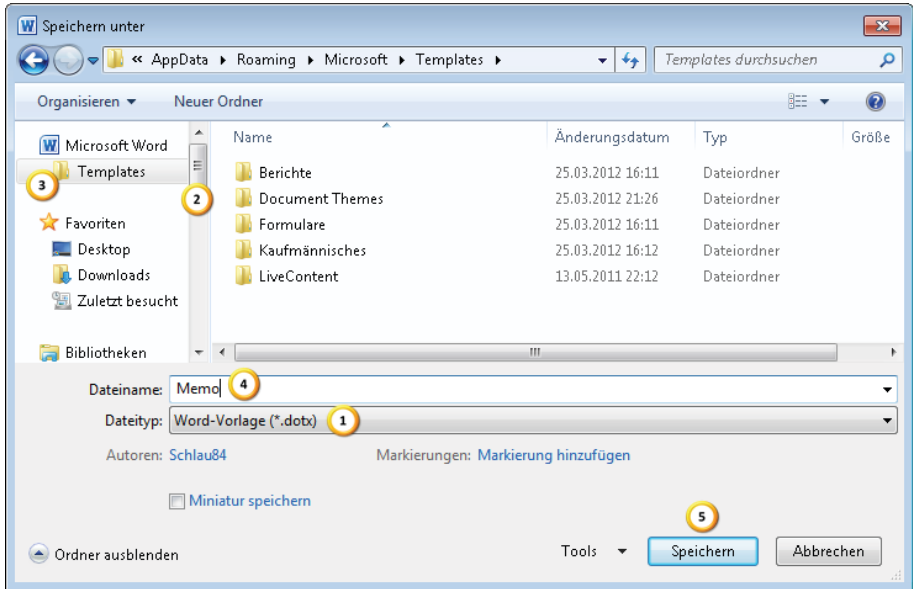 Speichern unter
« AppData ▸ Roaming ▸ Microsoft ▸ Templates ▸ Templates durchsuchen
Organisieren Neuer Ordner
Name Änderungsdatum Typ Größe
Microsoft Word
Templates
3
2
Favoriten
Desktop
Downloads
Zuletzt besucht
Bibliotheken
Berichte 25.03.2012 16:11 Dateiordner
Document Themes 25.03.2012 21:26 Dateiordner
Formulare 25.03.2012 16:11 Dateiordner
Kaufmännisches 25.03.2012 16:12 Dateiordner
LiveContent 13.05.2011 22:12 Dateiordner
Dateiname: Memo 4
Dateityp: Word-Vorlage (*.dotx) 1
Autoren: Schlau84 Markierungen: Markierung hinzufügen
Miniatur speichern
5
Ordner ausblenden Tools Speichern Abbrechen